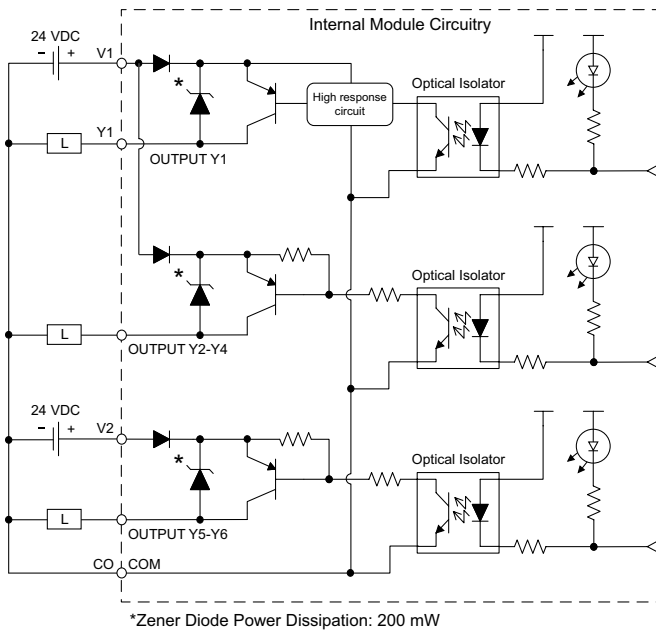 Internal Module Circuitry
24 VDC
− + V1
*
High response
circuit
Optical Isolator
L Y1
OUTPUT Y1
*
Optical Isolator
L
OUTPUT Y2-Y4
24 VDC
− + V2
*
Optical Isolator
L
OUTPUT Y5-Y6
CO COM
*Zener Diode Power Dissipation: 200 mW